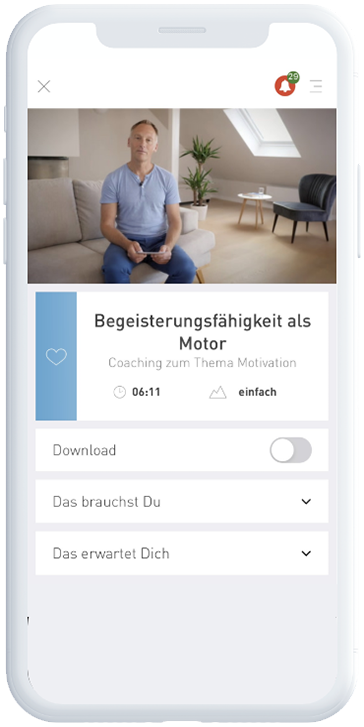 29
Begeisterungsfähigkeit als
Motor
Coaching zum Thema Motivation
06:11 einfach
Download
Das brauchst Du
Das erwartet Dich